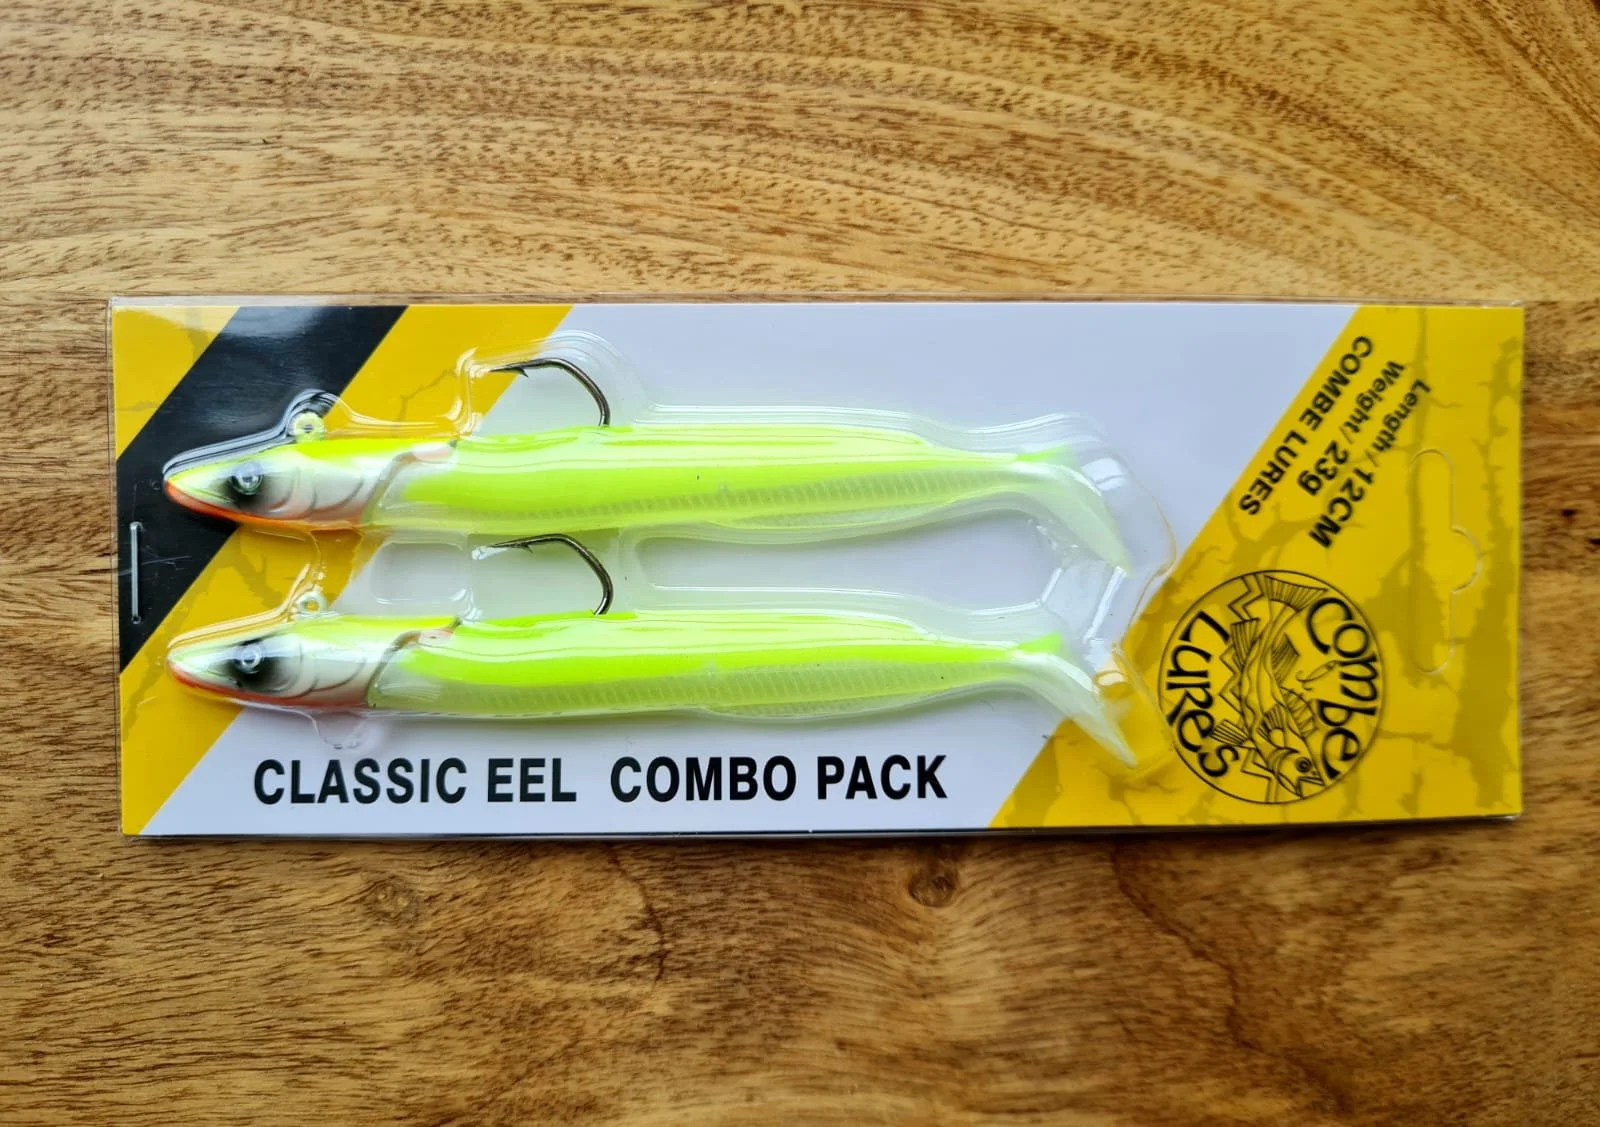 Length / 12CM
Weight / 23g
COMBE LURES
Combe
Lures
CLASSIC EEL COMBO PACK